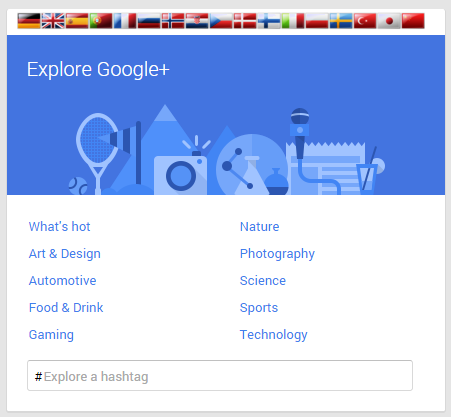 Explore Google+
What's hot
Nature
Art & Design
Photography
Automotive
Science
Food & Drink
Sports
Gaming
Technology
#Explore a hashtag